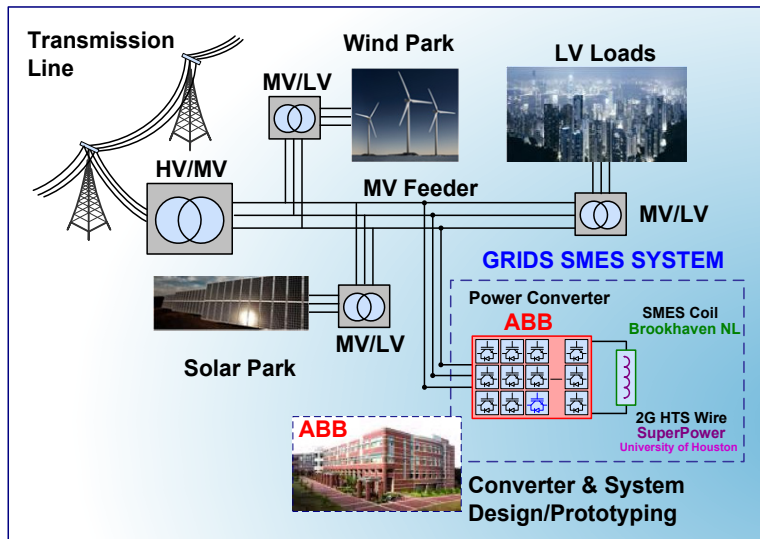 Transmission
Line
Wind Park
LV Loads
MV/LV
HV/MV
MV Feeder
MV/LV
GRIDS SMES SYSTEM
Power Converter
ABB
SMES Coil
Brookhaven NL
MV/LV
Solar Park
2G HTS Wire
SuperPower
University of Houston
ABB
Converter & System
Design/Prototyping